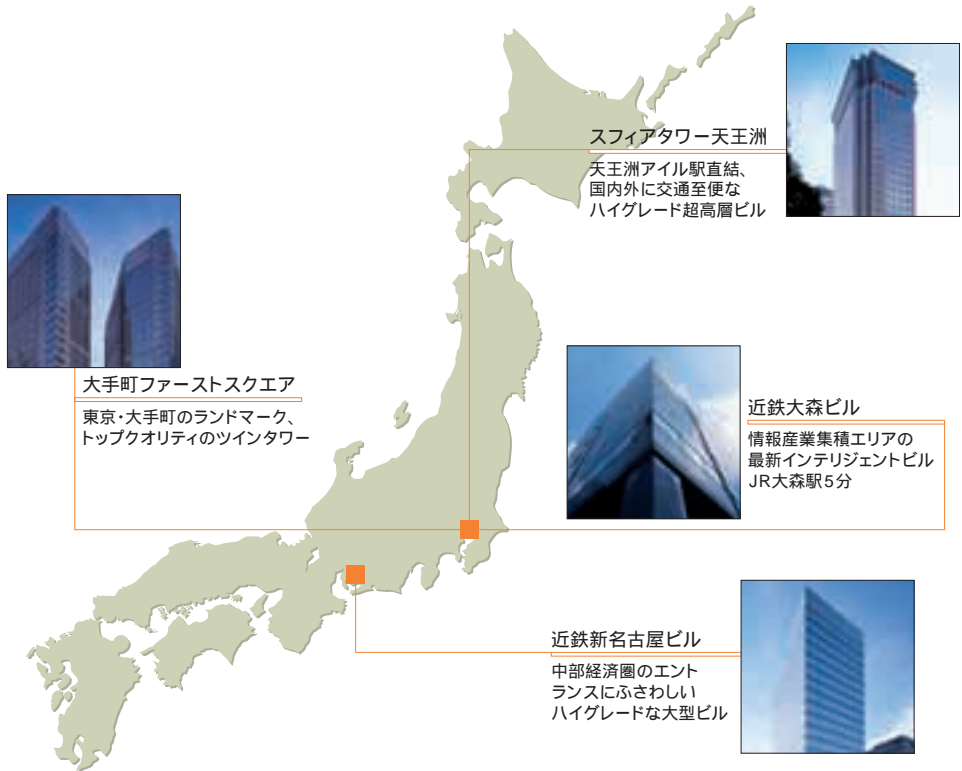 スフィアタワー天王洲
天王洲アイル駅直結、
国内外に交通至便な
ハイグレード超高層ビル
大手町ファーストスクエア
東京・大手町のランドマーク、
トップクオリティのツインタワー
近鉄大森ビル
情報産業集積エリアの
最新インテリジェントビル
JR大森駅5分
近鉄新名古屋ビル
中部経済圏のエント
ランスにふさわしい
ハイグレードな大型ビル